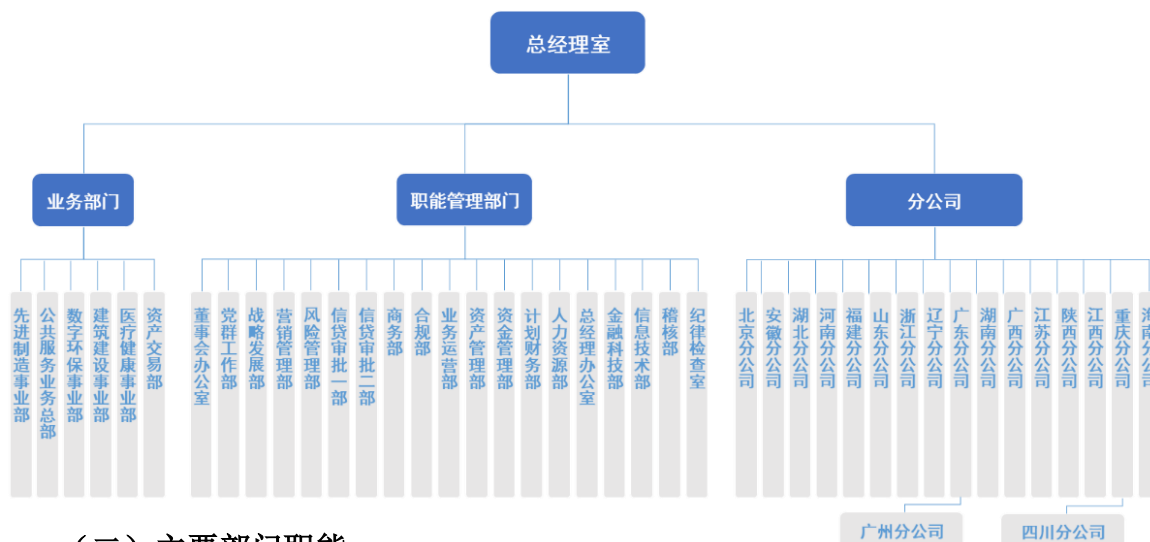 总经理室
业务部门
职能管理部门
分公司
先进制造事业部
公共服务业务总部
数字环保事业部
建筑建设事业部
医疗健康事业部
资产交易部
董事会办公室
党群工作部
战略发展部
营销管理部
风险管理部
信贷审批一部
信贷审批二部
商务部
合规部
业务运营部
资产管理部
资金管理部
计划财务部
人力资源部
总经理办公室
金融科技部
信息技术部
稽核部
纪律检查室
北京分公司
安徽分公司
湖北分公司
河南分公司
福建分公司
山东分公司
浙江分公司
辽宁分公司
广东分公司
湖南分公司
广西分公司
江苏分公司
陕西分公司
江西分公司
重庆分公司
海南分公司
广州分公司
四川分公司
（二）主要部门职能